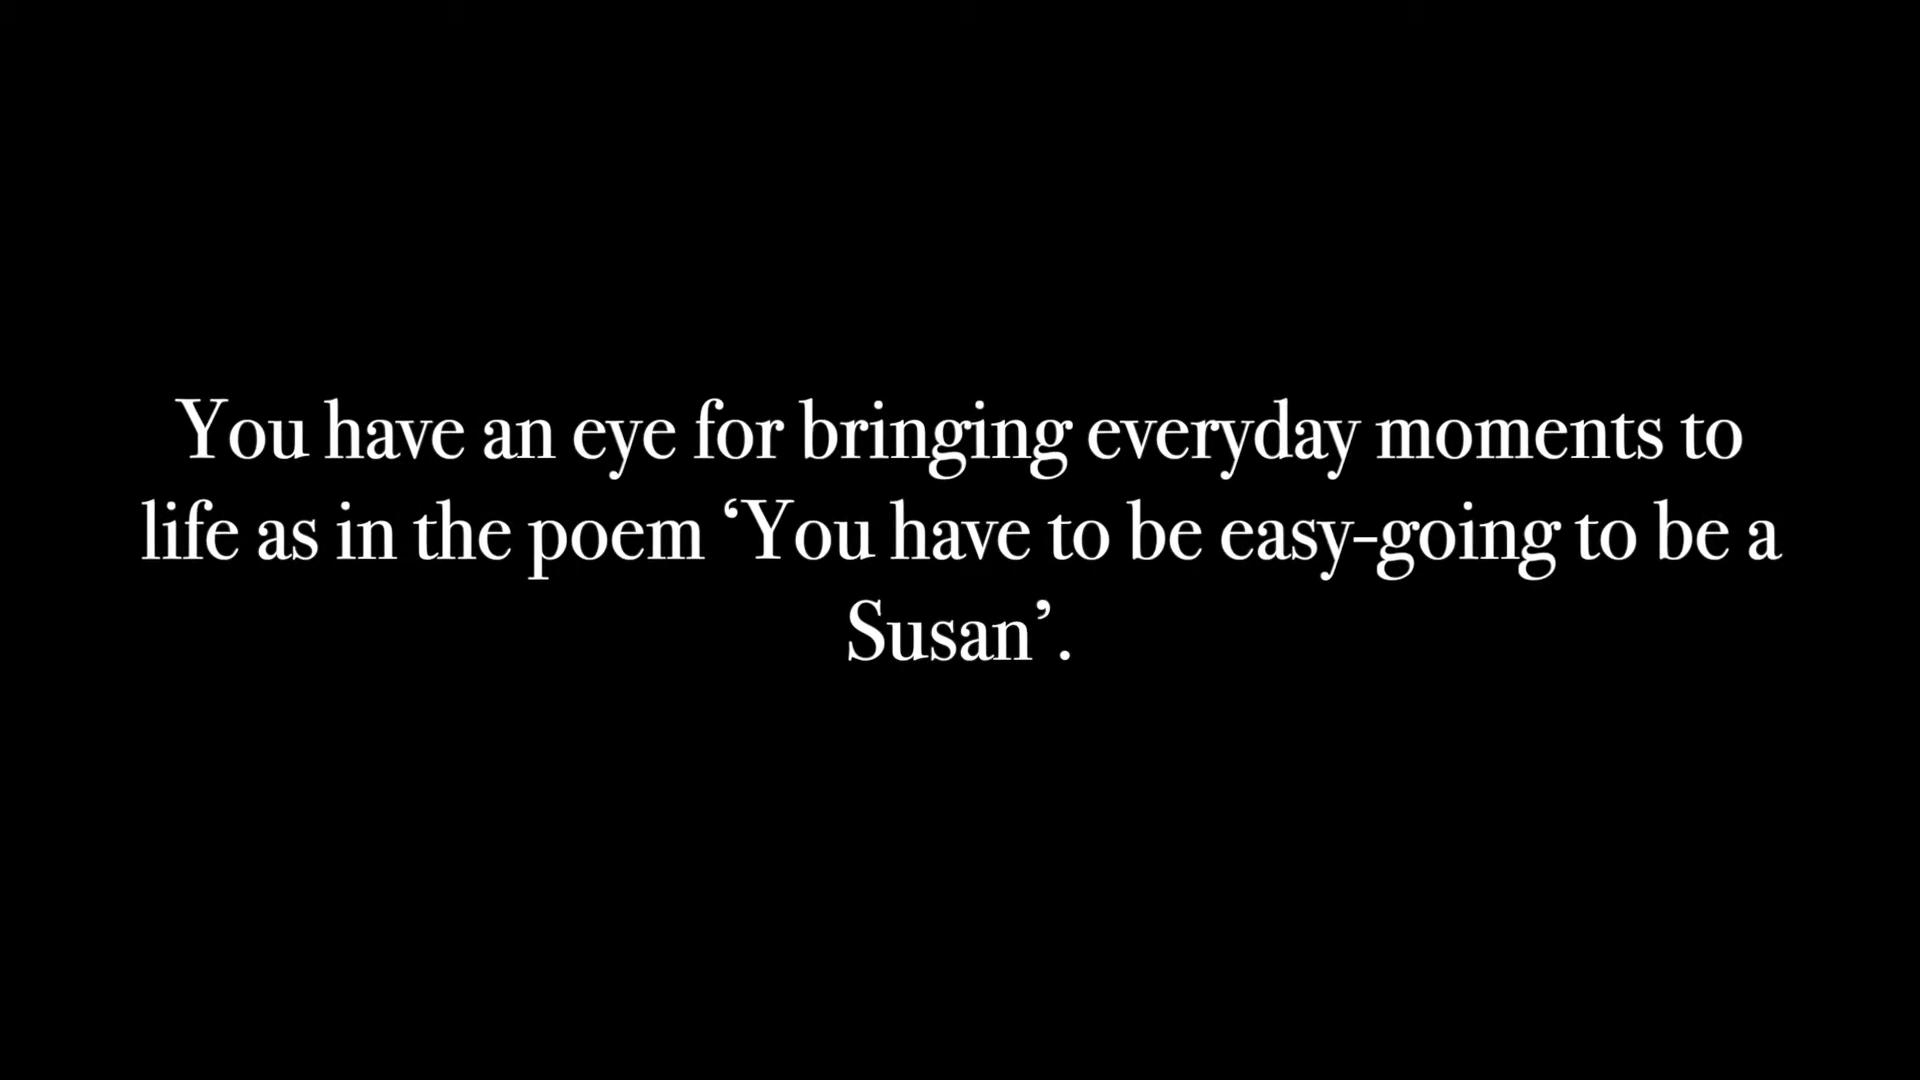 You have an eye for bringing everyday moments to
life as in the poem ‘You have to be easy-going to be a
Susan’.